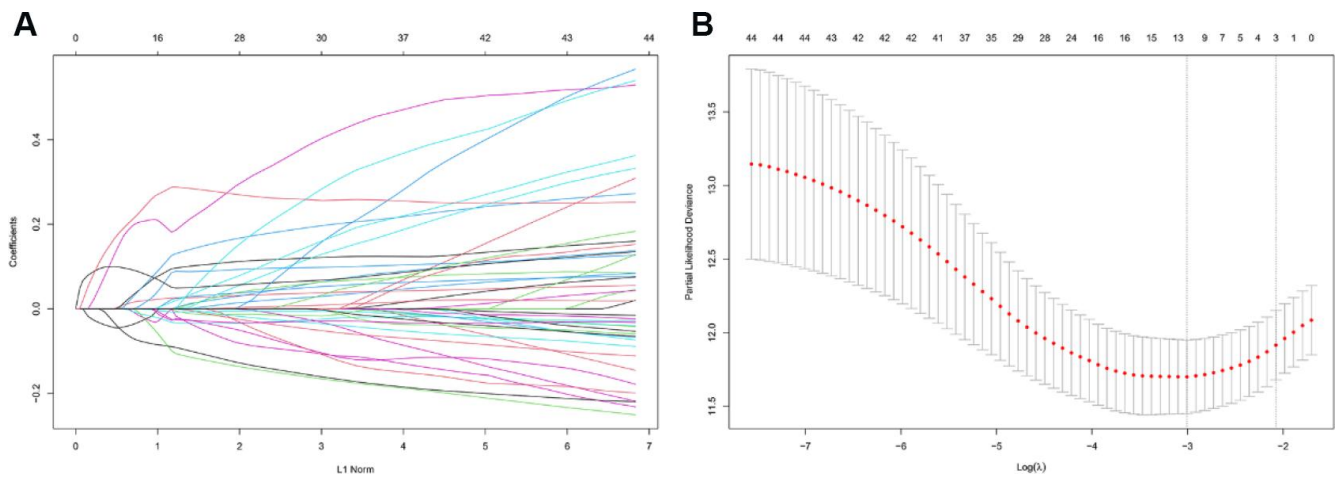 A
0 16 28 30 37 42 43 44
Coefficients
0.4
0.2
0.0
−0.2
0 1 2 3 4 5 6 7
L1 Norm
B
44 44 44 43 42 42 42 41 37 35 29 28 24 16 16 15 13 9 7 5 4 3 1 0
Partial Likelihood Deviance
13.5
13.0
12.5
12.0
11.5
−7 −6 −5 −4 −3 −2
Log(λ)